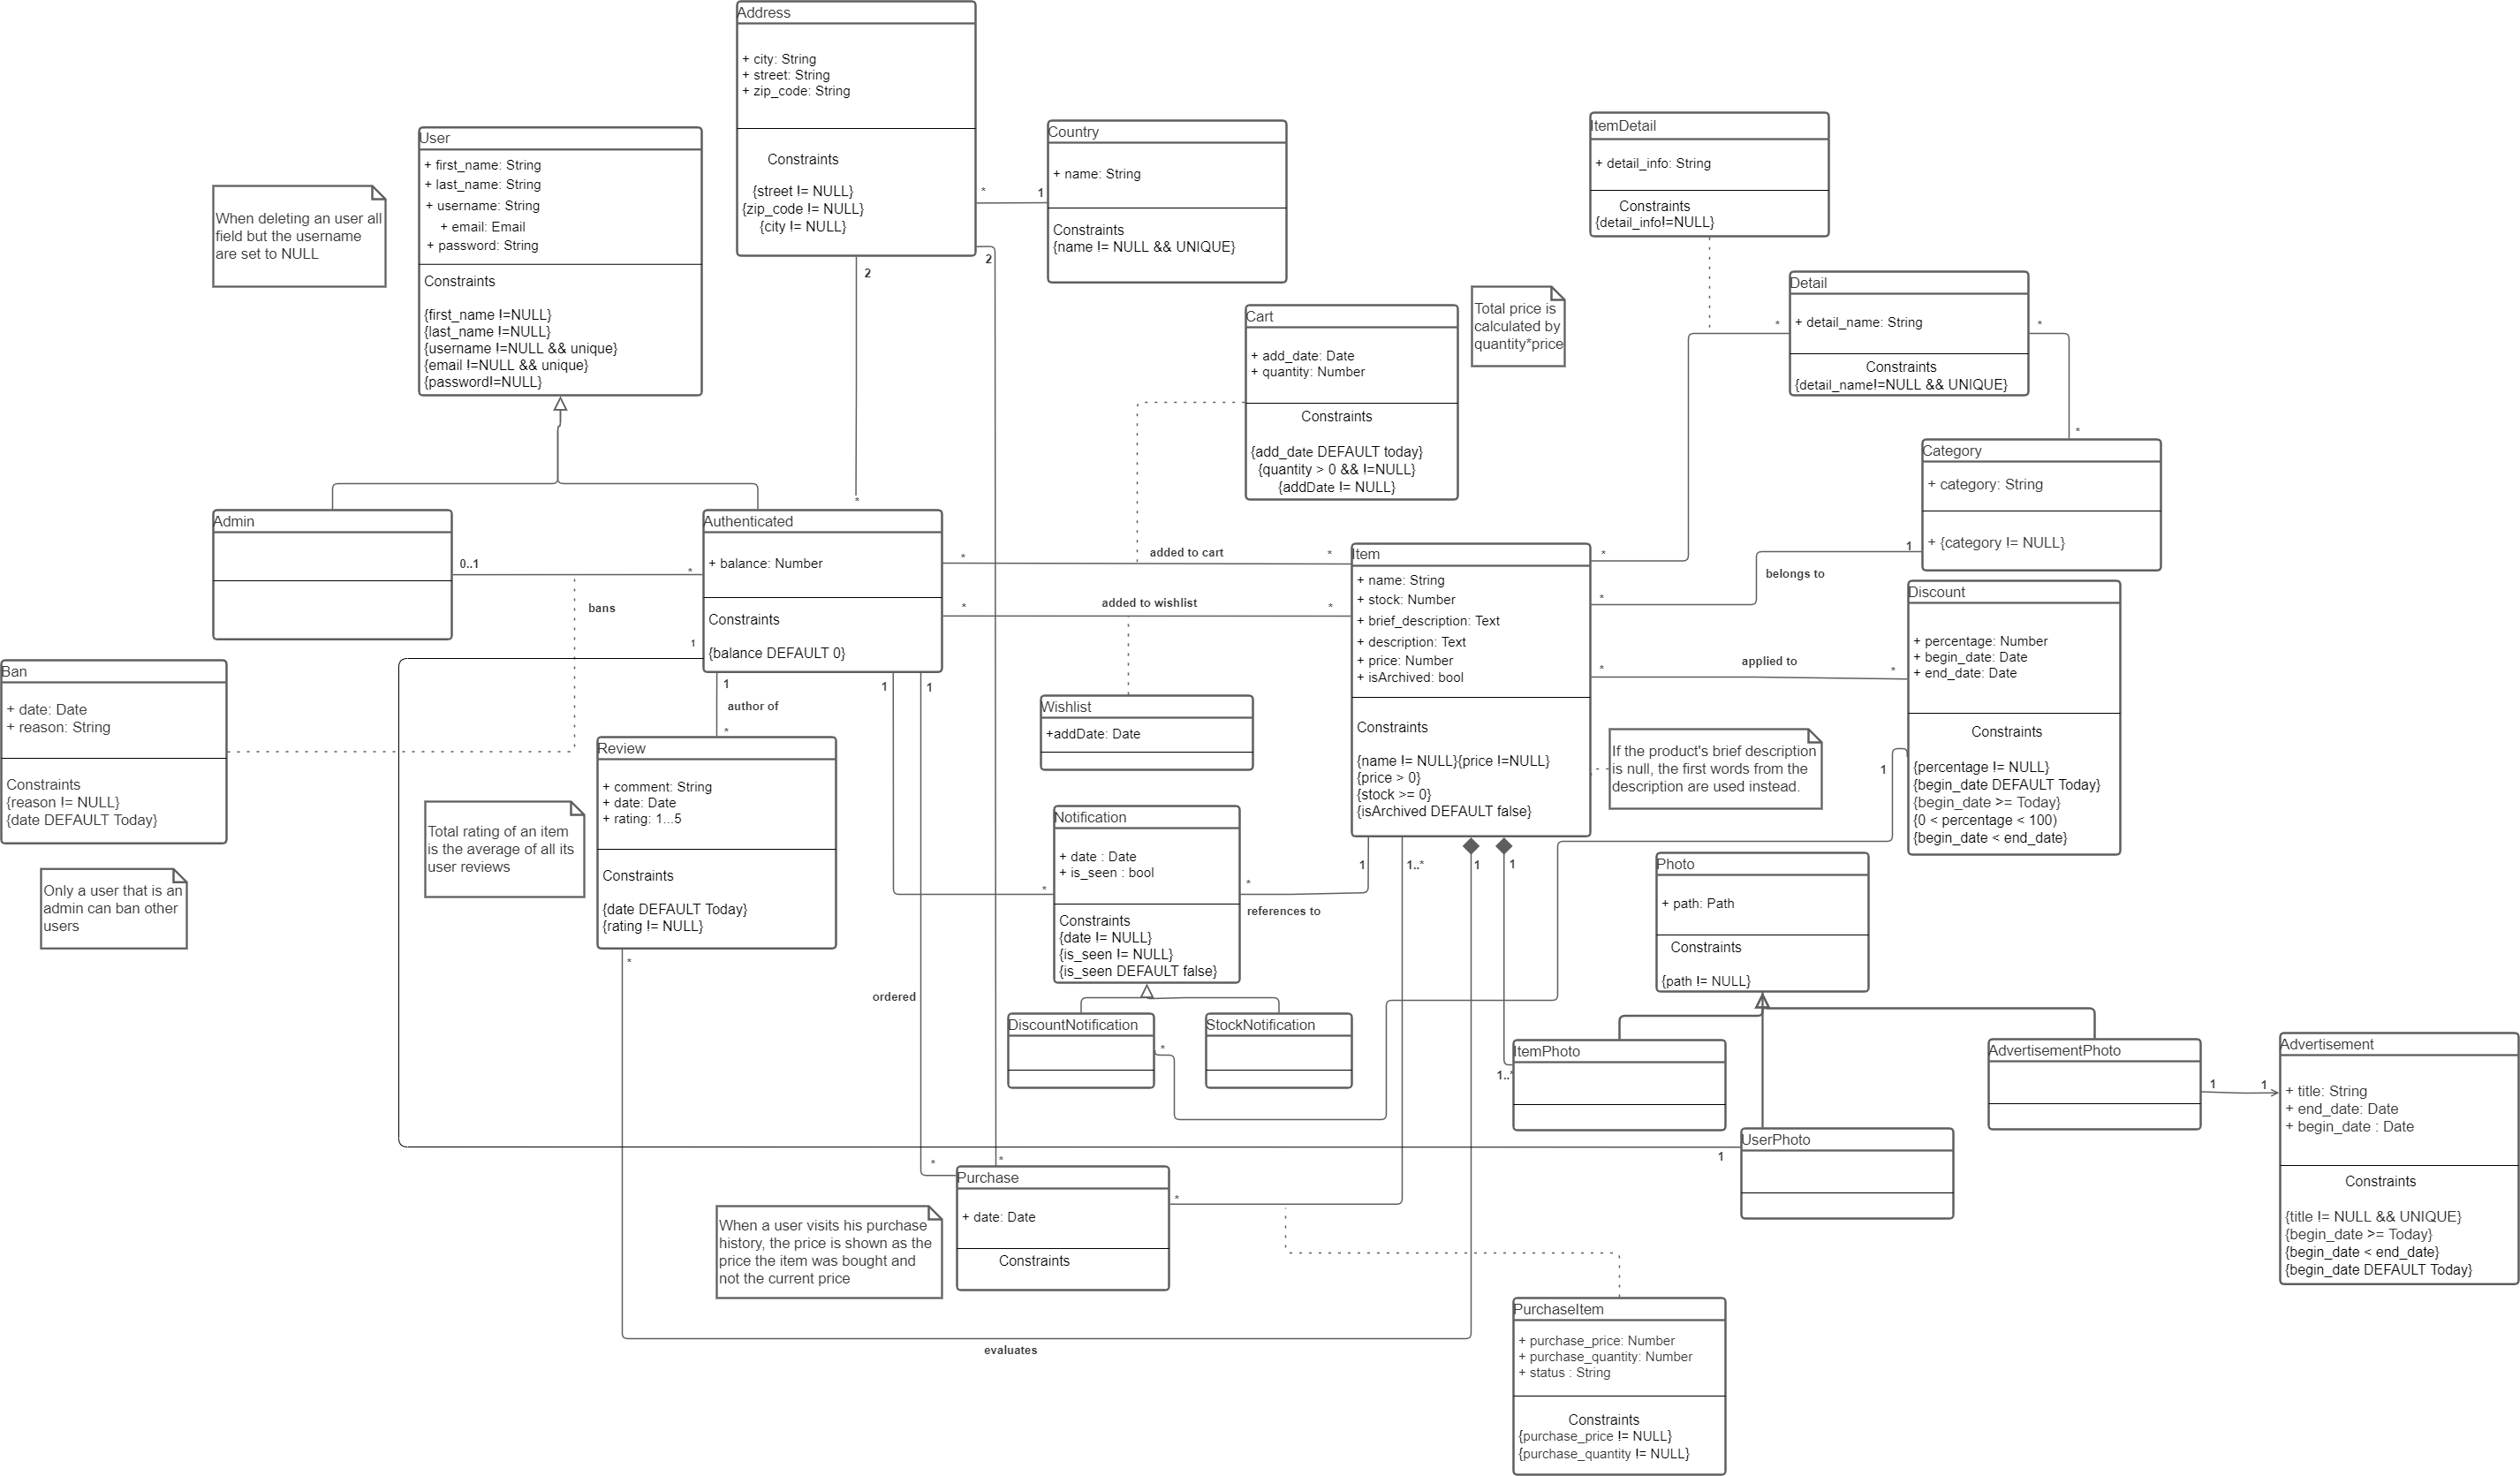 Address
+ city: String
+ street: String
+ zip_code: String
Constraints
{street != NULL}
{zip_code != NULL}
{city != NULL}
2
2
*
1
Country
+ name: String
Constraints
{name != NULL && UNIQUE}
User
+ first_name: String
+ last_name: String
+ username: String
+ email: Email
+ password: String
Constraints
{first_name !=NULL}
{last_name !=NULL}
{username !=NULL && unique}
{email !=NULL && unique}
{password!=NULL}
When deleting an user all
field but the username
are set to NULL
ItemDetail
+ detail_info: String
Constraints
{detail_info!=NULL}
Detail
+ detail_name: String
Constraints
{detail_name!=NULL && UNIQUE}
*
*
*
Cart
+ add_date: Date
+ quantity: Number
Constraints
{add_date DEFAULT today}
{quantity > 0 && !=NULL}
{addDate != NULL}
Total price is
calculated by
quantity*price
Category
+ category: String
+ {category != NULL}
1
belongs to
*
Admin
0..1
*
bans
Authenticated
+ balance: Number
Constraints
{balance DEFAULT 0}
*
1
1
1
1
*
added to cart
*
*
added to wishlist
*
Item
+ name: String
+ stock: Number
+ brief_description: Text
+ description: Text
+ price: Number
+ isArchived: bool
Constraints
{name != NULL}{price !=NULL}
{price > 0}
{stock >= 0}
{isArchived DEFAULT false}
*
*
applied to
*
Discount
+ percentage: Number
+ begin_date: Date
+ end_date: Date
Constraints
{percentage != NULL}
{begin_date DEFAULT Today}
{begin_date >= Today}
{0 < percentage < 100)
{begin_date < end_date}
1
If the product's brief description
is null, the first words from the
description are used instead.
Ban
+ date: Date
+ reason: String
Constraints
{reason != NULL}
{date DEFAULT Today}
Only a user that is an
admin can ban other
users
author of
*
Review
+ comment: String
+ date: Date
+ rating: 1...5
Constraints
{date DEFAULT Today}
{rating != NULL}
*
Total rating of an item
is the average of all its
user reviews
Wishlist
+addDate: Date
Notification
+ date : Date
+ is_seen : bool
Constraints
{date != NULL}
{is_seen != NULL}
{is_seen DEFAULT false}
*
*
references to
1
1..*
1
1
ordered
DiscountNotification
*
StockNotification
Photo
+ path: Path
Constraints
{path != NULL}
ItemPhoto
1..*
AdvertisementPhoto
1
1
Advertisement
+ title: String
+ end_date: Date
+ begin_date : Date
Constraints
{title != NULL && UNIQUE}
{begin_date >= Today}
{begin_date < end_date}
{begin_date DEFAULT Today}
UserPhoto
1
*
*
*
Purchase
+ date: Date
Constraints
When a user visits his purchase
history, the price is shown as the
price the item was bought and
not the current price
evaluates
PurchaseItem
+ purchase_price: Number
+ purchase_quantity: Number
+ status : String
Constraints
{purchase_price != NULL}
{purchase_quantity != NULL}